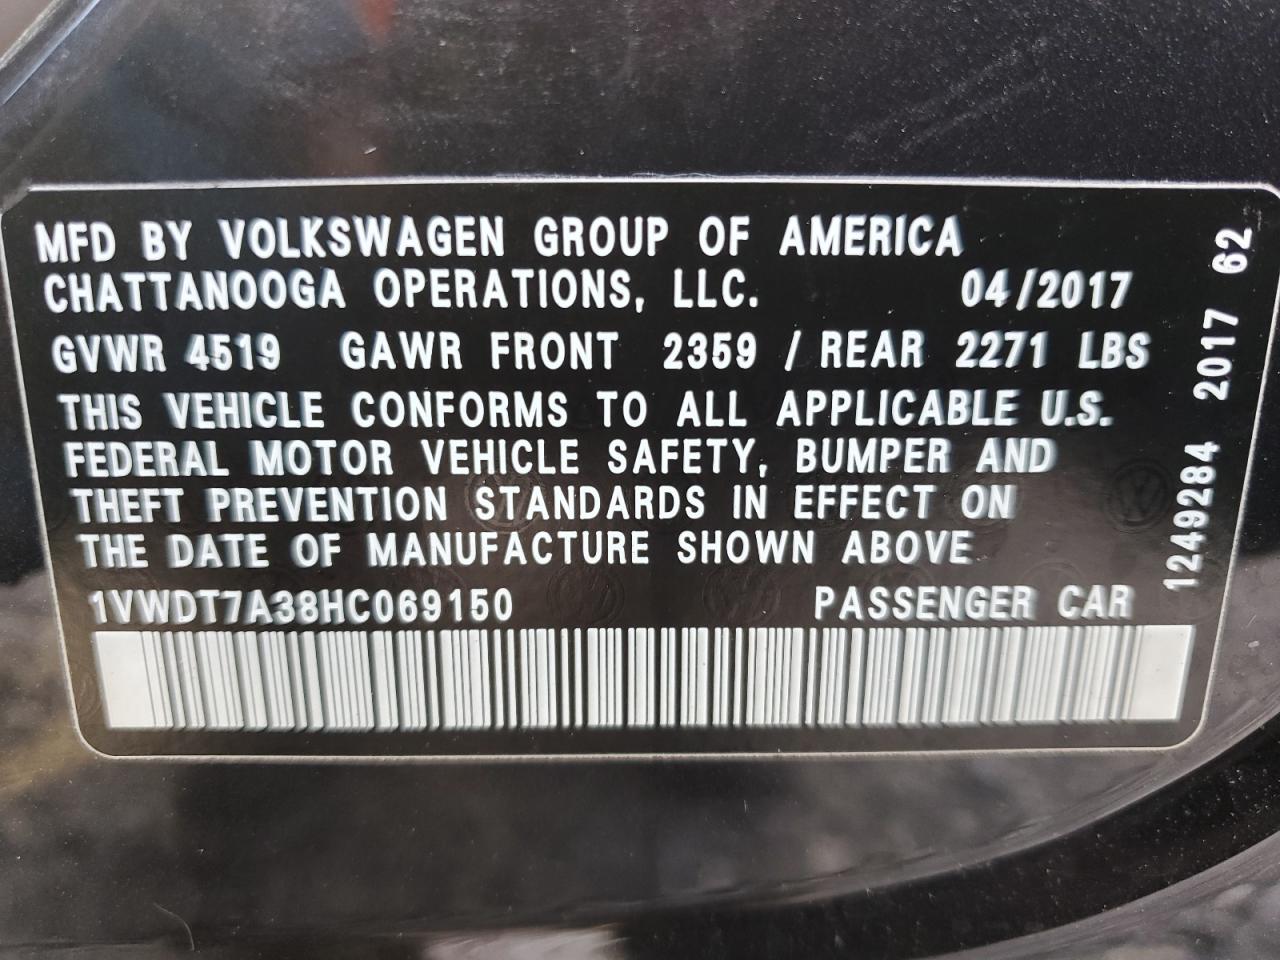 MFD BY VOLKSWAGEN GROUP OF AMERICA
CHATTANOOGA OPERATIONS, LLC. 04/2017
GVWR 4519 GAWR FRONT 2359 / REAR 2271 LBS
THIS VEHICLE CONFORMS TO ALL APPLICABLE U.S.
FEDERAL MOTOR VEHICLE SAFETY, BUMPER AND
THEFT PREVENTION STANDARDS IN EFFECT ON
THE DATE OF MANUFACTURE SHOWN ABOVE
1VWDT7A38HC069150 PASSENGER CAR
1249284 2017 62